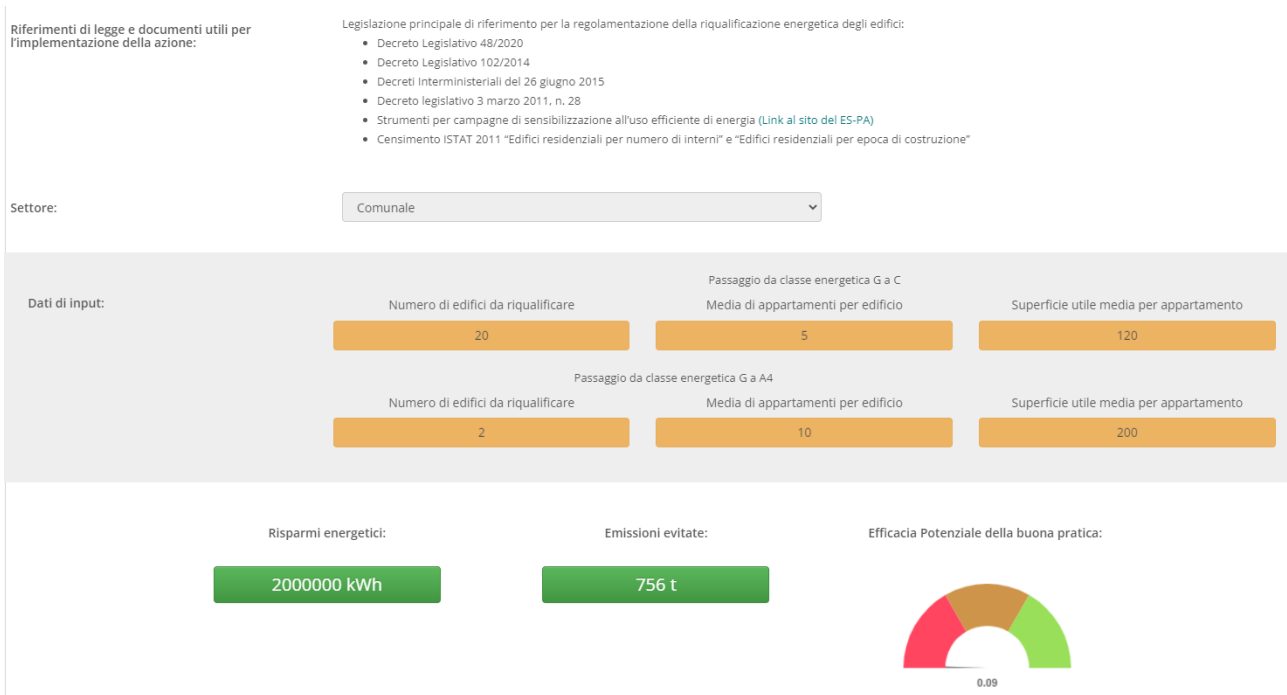 Riferimenti di legge e documenti utili per
l'implementazione della azione:
Legislazione principale di riferimento per la regolamentazione della riqualificazione energetica degli edifici:
• Decreto Legislativo 48/2020
• Decreto Legislativo 102/2014
• Decreti Interministeriali del 26 giugno 2015
• Decreto legislativo 3 marzo 2011, n. 28
• Strumenti per campagne di sensibilizzazione all'uso efficiente di energia (Link al sito del ES-PA)
• Censimento ISTAT 2011 “Edifici residenziali per numero di interni” e “Edifici residenziali per epoca di costruzione”
Settore:
Comunale
Dati di input:
Passaggio da classe energetica G a C
Numero di edifici da riqualificare
Media di appartamenti per edificio
Superficie utile media per appartamento
20
5
120
Passaggio da classe energetica G a A4
Numero di edifici da riqualificare
Media di appartamenti per edificio
Superficie utile media per appartamento
2
10
200
Risparmi energetici:
Emissioni evitate:
Efficacia Potenziale della buona pratica:
2000000 kWh
756 t
0.09